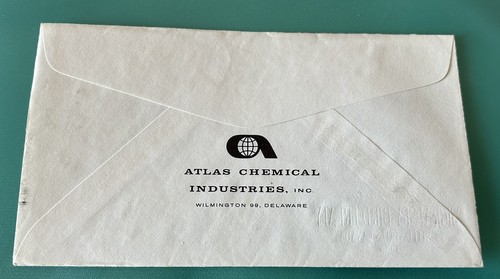 ATLAS CHEMICAL
INDUSTRIES, INC.
WILMINGTON 99, DELAWARE